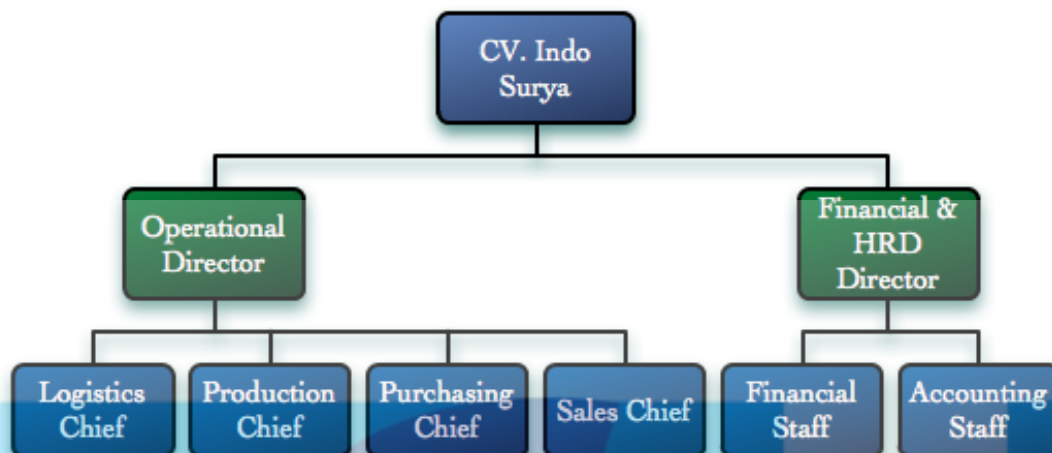 CV. Indo
Surya
Operational
Director
Financial &
HRD
Director
Logistics
Chief
Production
Chief
Purchasing
Chief
Sales Chief
Financial
Staff
Accounting
Staff